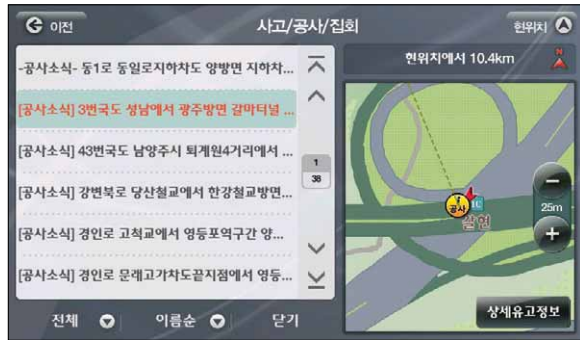 이전
사고/공사/집회
현위치
-공사소식- 동1로 동일로지하차도 양방면 지하차...
[공사소식] 3번국도 성남에서 광주방면 갈마터널 ...
[공사소식] 43번국도 남양주시 퇴계원4거리에서 ...
[공사소식] 강변북로 당산철교에서 한강철교방면...
[공사소식] 경인로 고척교에서 영등포역구간 양...
[공사소식] 경인로 문래고가차도끝지점에서 영등...
1
38
전체
이름순
닫기
현위치에서 10.4km
공사
IC
25m
상세유고정보